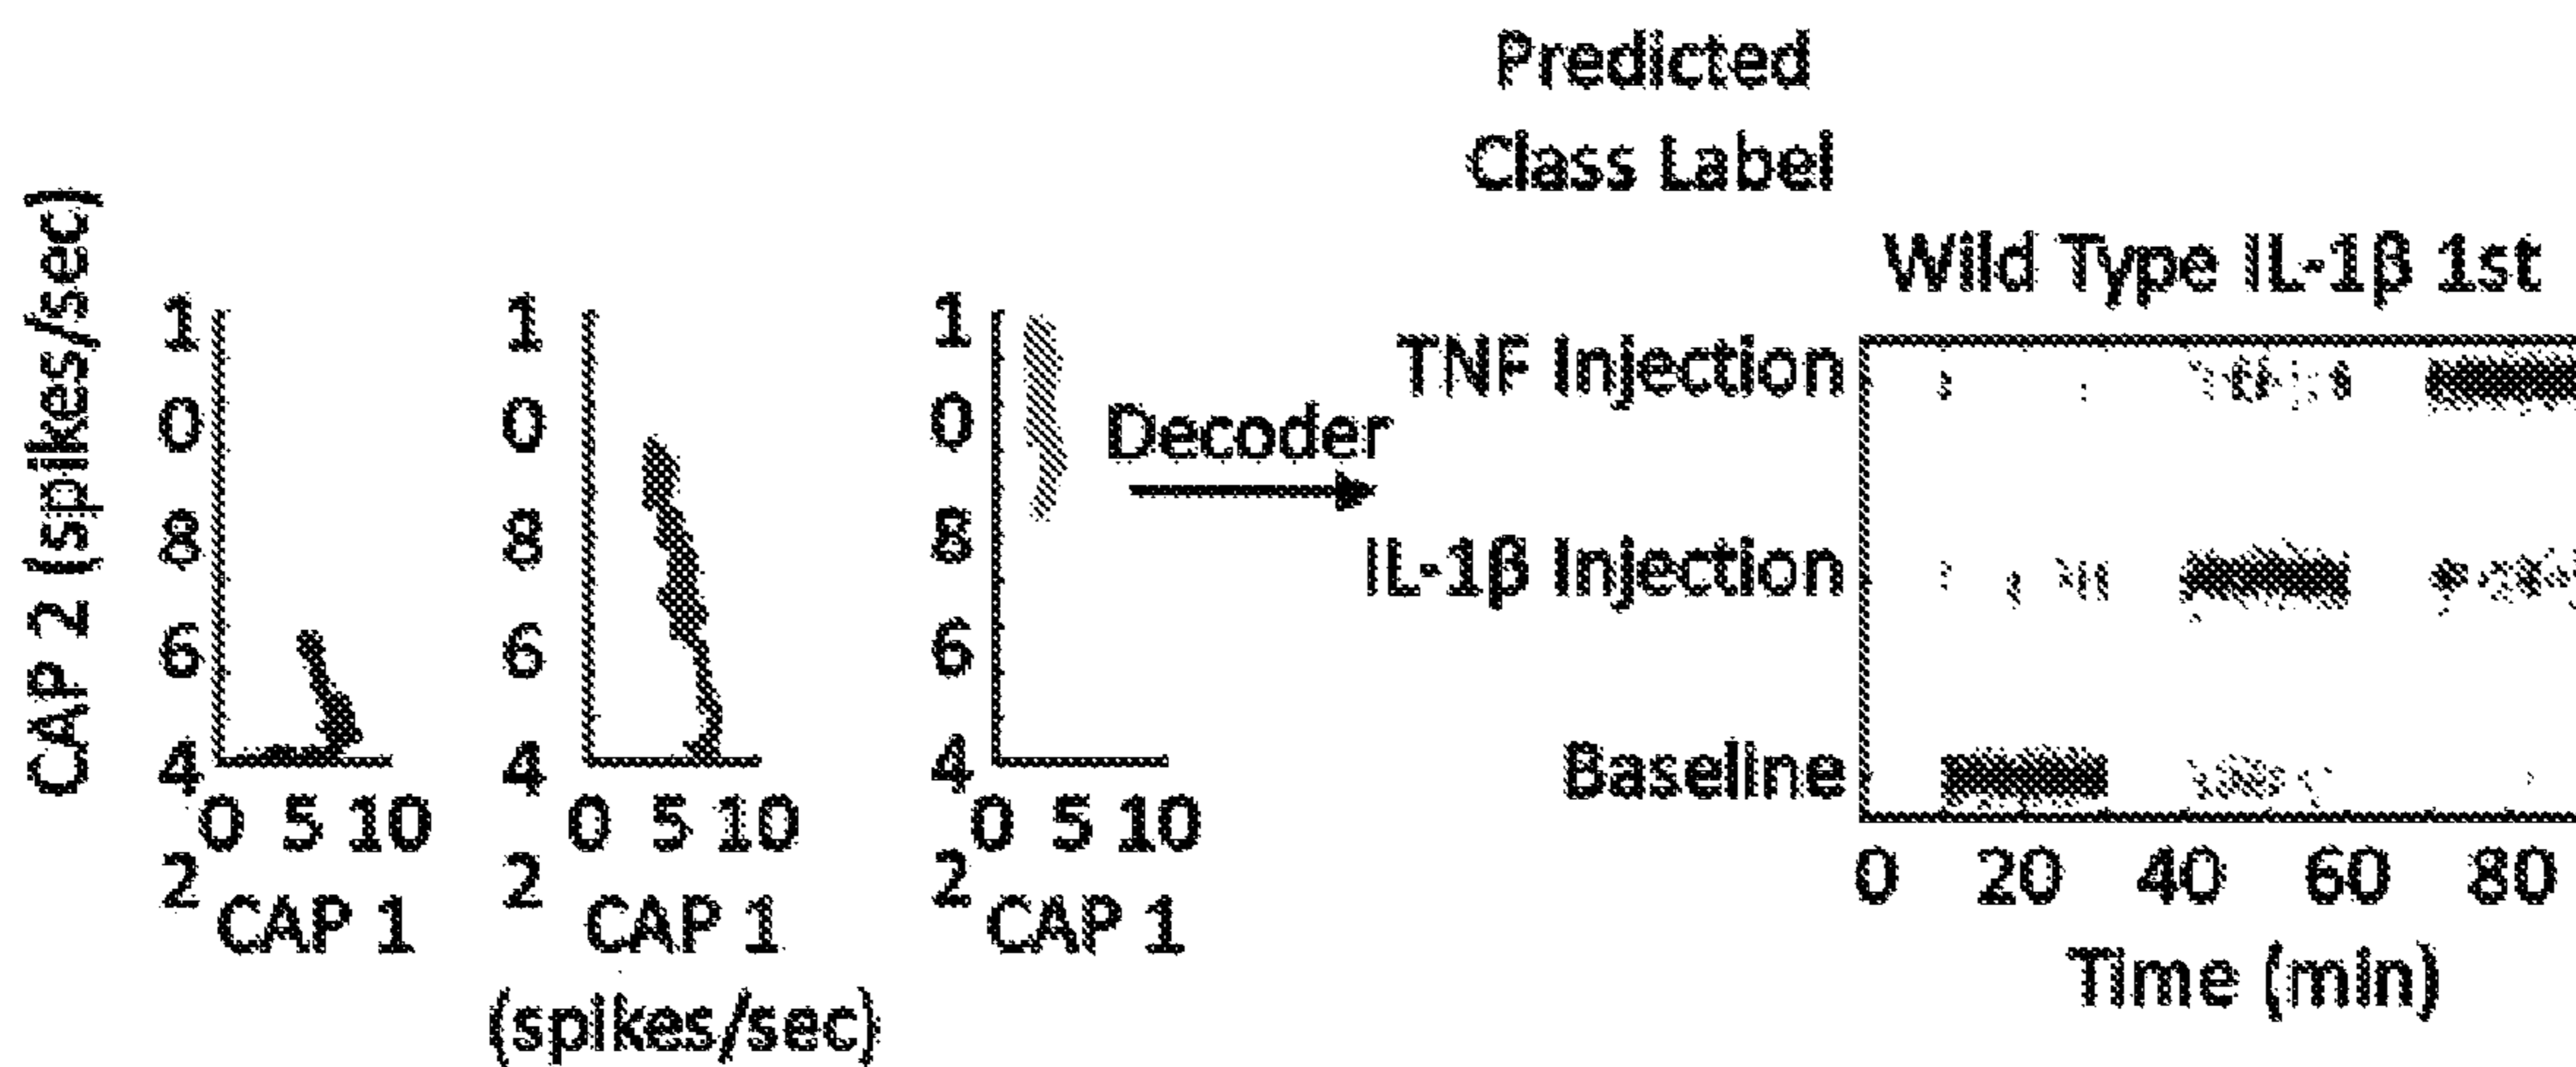 Predicted
Class Label
Wild Type IL-1β 1st
CAP 2 (spikes/sec)
1
0
8
6
4
2
0 5 10
CAP 1
1
0
8
6
4
2
0 5 10
CAP 1
(spikes/sec)
1
0
8
6
4
2
0 5 10
CAP 1
Decoder
TNF Injection
IL-1β Injection
Baseline
0 20 40 60 80
Time (min)